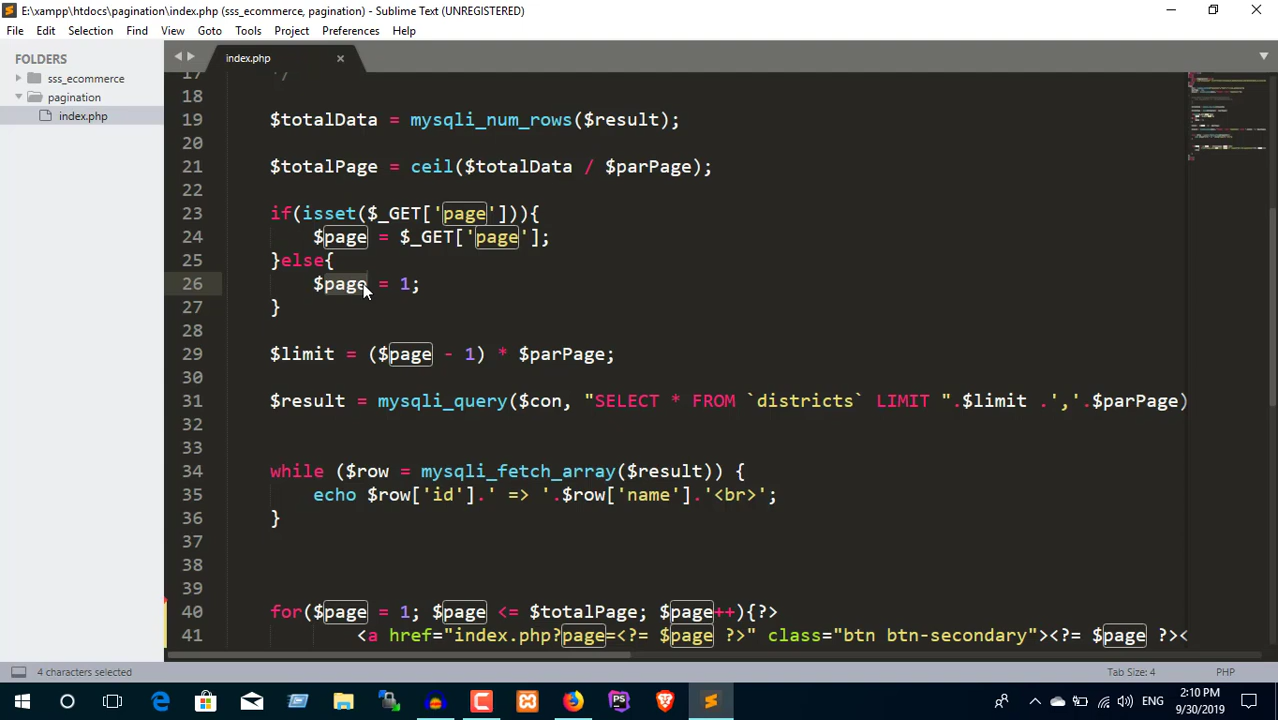 E:\xampp\htdocs\pagination\index.php (sss_ecommerce, pagination) - Sublime Text (UNREGISTERED)
File Edit Selection Find View Goto Tools Project Preferences Help
FOLDERS
sss_ecommerce
pagination
index.php
index.php
17 */
18
19 $totalData = mysqli_num_rows($result);
20
21 $totalPage = ceil($totalData / $parPage);
22
23 if(isset($_GET['page'])){
24 $page = $_GET['page'];
25 }else{
26 $page = 1;
27 }
28
29 $limit = ($page - 1) * $parPage;
30
31 $result = mysqli_query($con, "SELECT * FROM `districts` LIMIT ".$limit .','.$parPage)
32
33
34 while ($row = mysqli_fetch_array($result)) {
35 echo $row['id'].' => '.$row['name'].'<br>';
36 }
37
38
39
40 for($page = 1; $page <= $totalPage; $page++){?>
41 <a href="index.php?page=<?= $page ?>" class="btn btn-secondary"><?= $page ?><
4 characters selected
Tab Size: 4
PHP
ENG
2:10 PM
9/30/2019